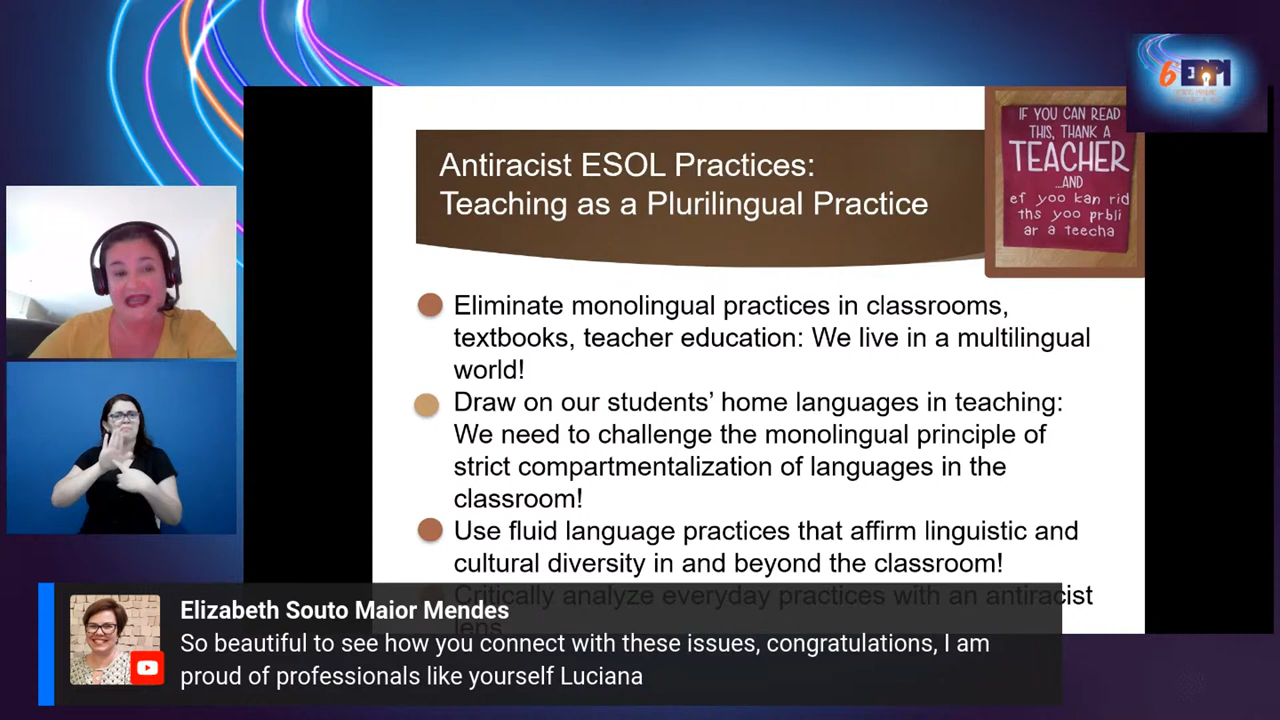 6 EPPI
IF YOU CAN READ
THIS, THANK A
TEACHER
...AND
ef yoo kan rid
ths yoo prbli
ar a teecha
Antiracist ESOL Practices:
Teaching as a Plurilingual Practice
Eliminate monolingual practices in classrooms,
textbooks, teacher education: We live in a multilingual
world!
Draw on our students’ home languages in teaching:
We need to challenge the monolingual principle of
strict compartmentalization of languages in the
classroom!
Use fluid language practices that affirm linguistic and
cultural diversity in and beyond the classroom!
Critically analyze everyday practices with an antiracist
lens
Elizabeth Souto Maior Mendes
So beautiful to see how you connect with these issues, congratulations, I am
proud of professionals like yourself Luciana